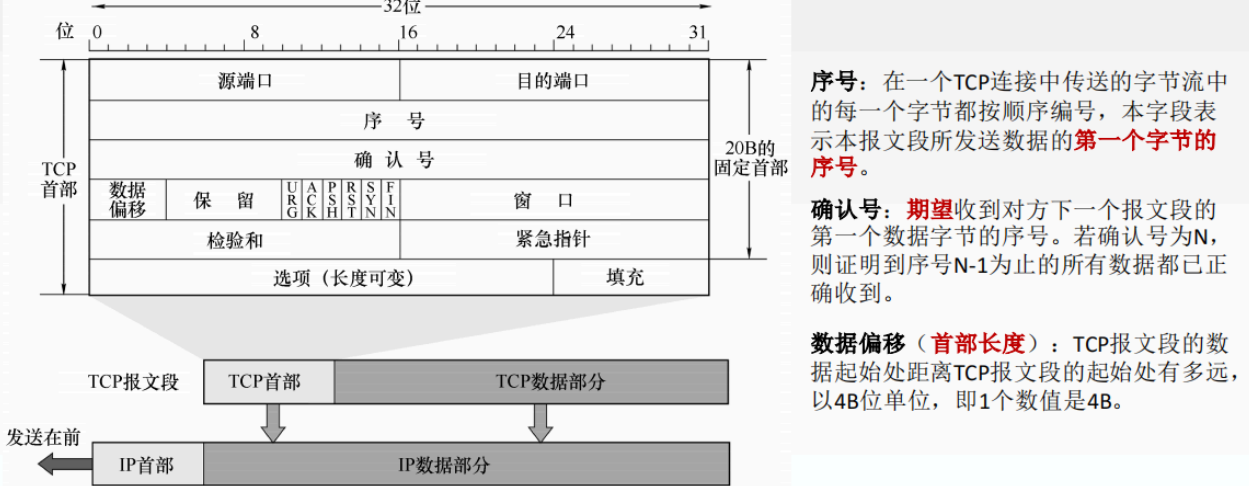 32位
位 0 8 16 24 31
源端口 目的端口
序 号
确 认 号
TCP
首部
20B的
固定首部
数据
偏移
保 留
URG ACK PSH RST SYN FIN
窗 口
检验和 紧急指针
选项（长度可变） 填充
TCP报文段 TCP首部 TCP数据部分
发送在前
IP首部 IP数据部分
序号：在一个TCP连接中传送的字节流中
的每一个字节都按顺序编号，本字段表
示本报文段所发送数据的第一个字节的
序号。
确认号：期望收到对方下一个报文段的
第一个数据字节的序号。若确认号为N，
则证明到序号N-1为止的所有数据都已正
确收到。
数据偏移（首部长度）：TCP报文段的数
据起始处距离TCP报文段的起始处有多远，
以4B位单位，即1个数值是4B。